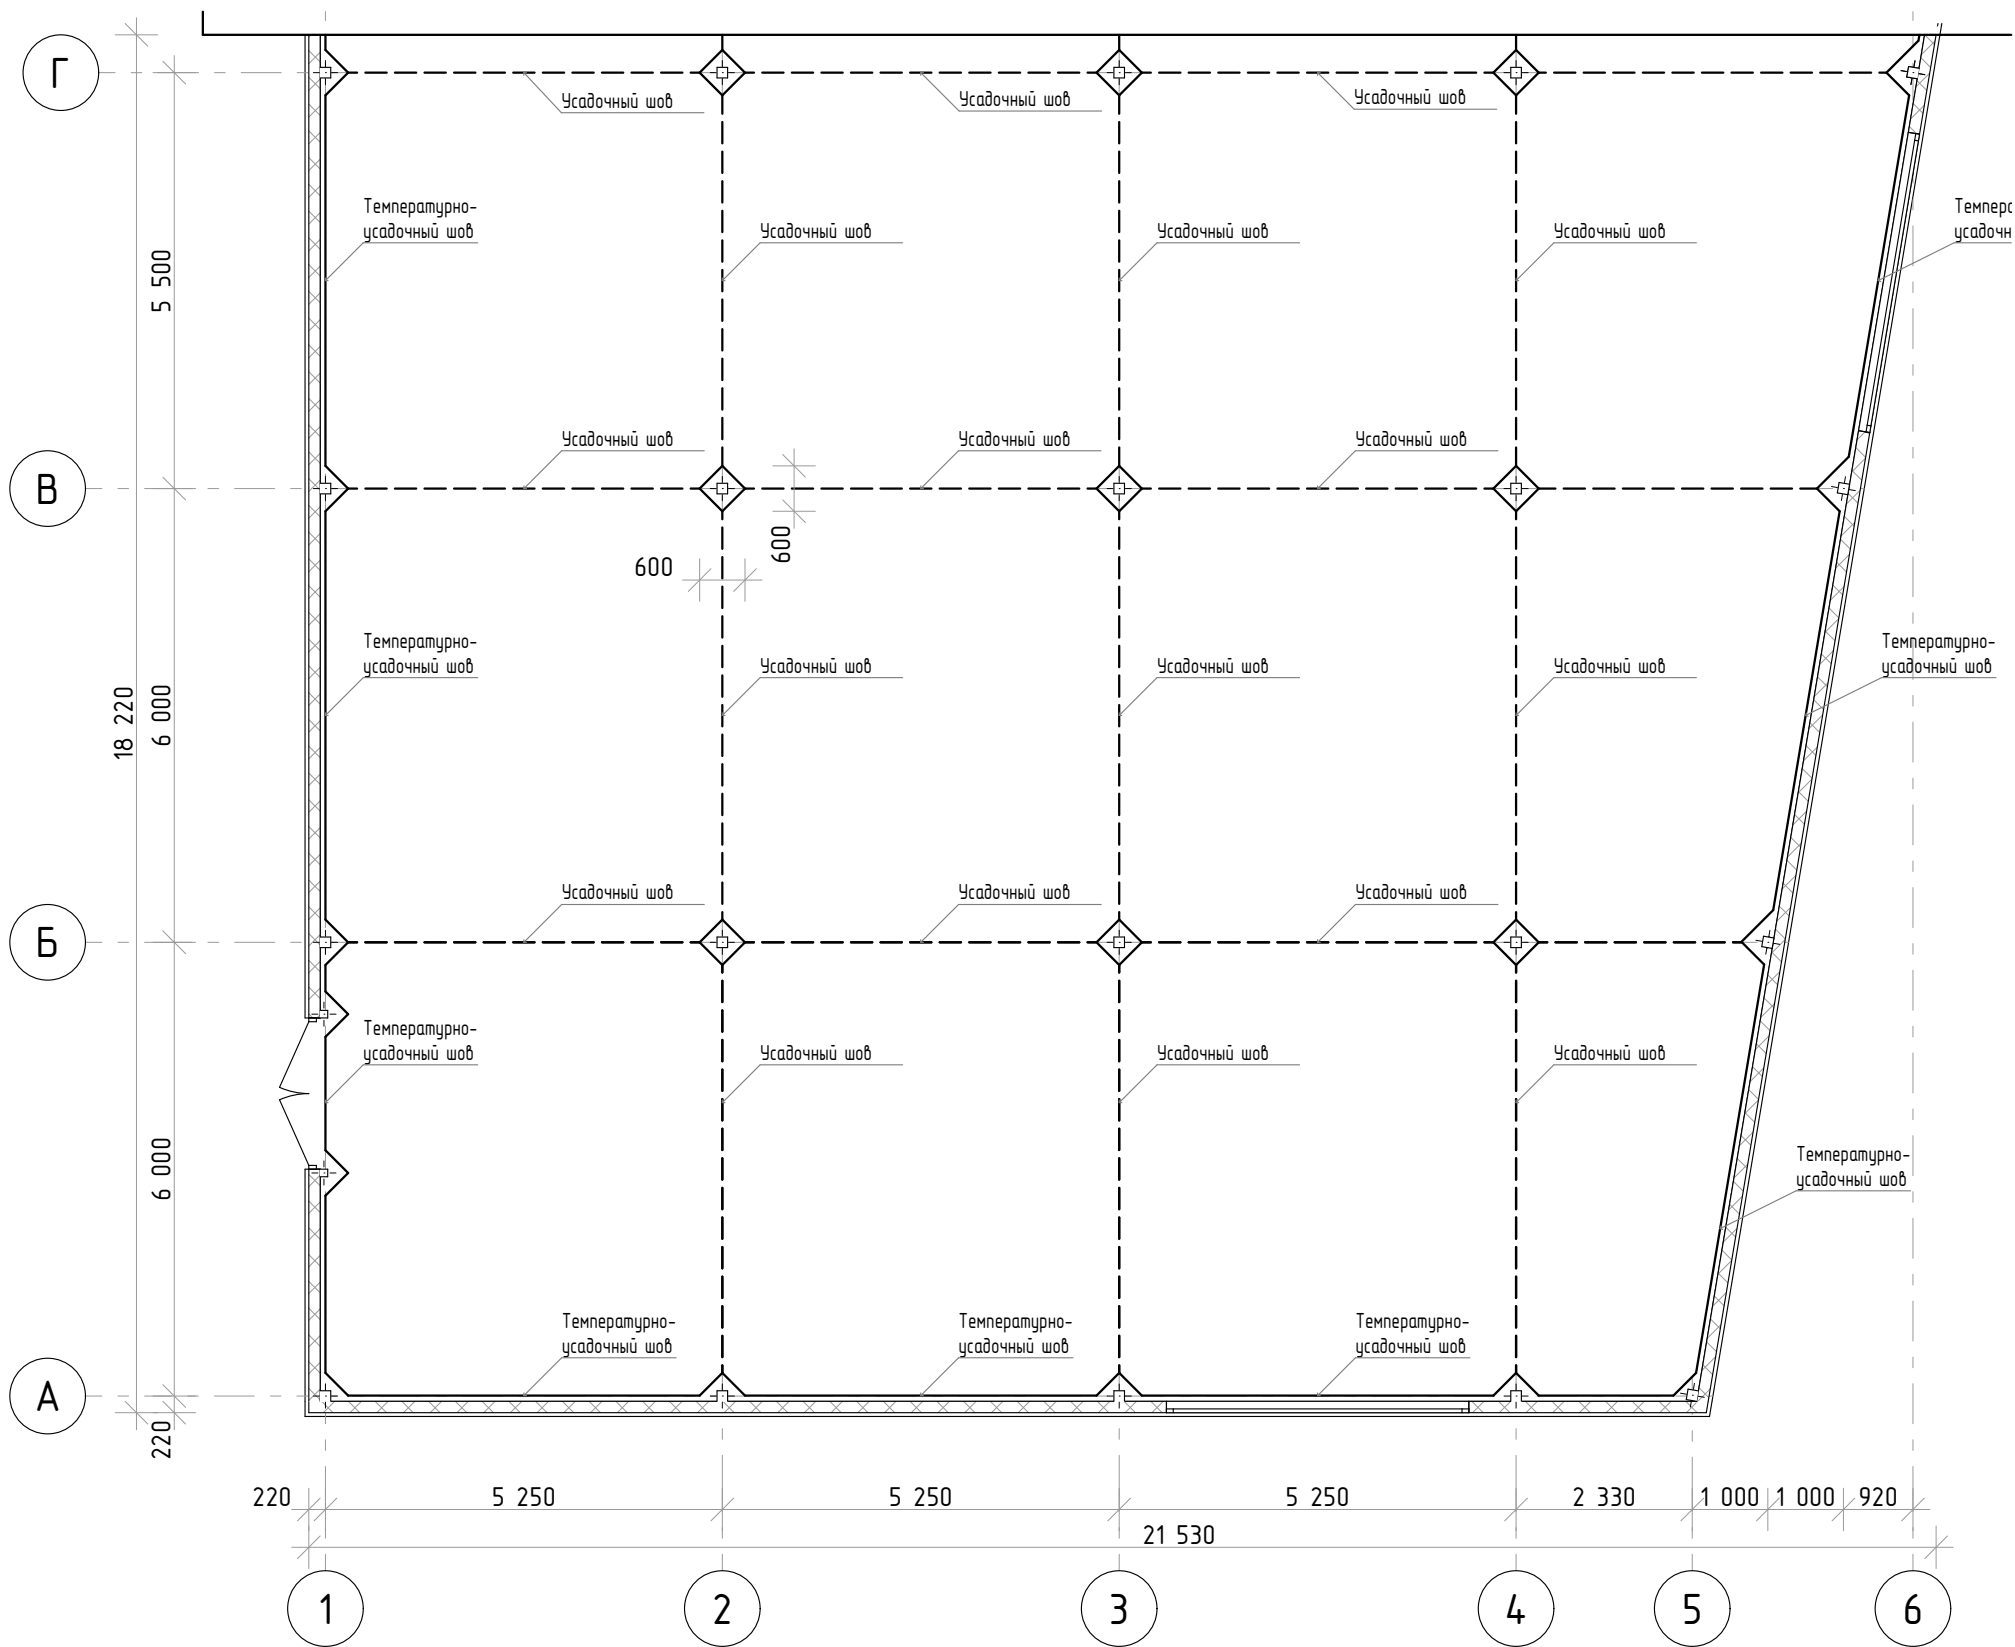 Г
Усадочный шов
Усадочный шов
Усадочный шов
Температурно-
усадочный шов
Усадочный шов
Усадочный шов
Усадочный шов
Темпера
усадочн
5 500
В
Усадочный шов
Усадочный шов
Усадочный шов
600
600
Температурно-
усадочный шов
Усадочный шов
Усадочный шов
Усадочный шов
Температурно-
усадочный шов
18 220
6 000
Б
Усадочный шов
Усадочный шов
Усадочный шов
Температурно-
усадочный шов
Усадочный шов
Усадочный шов
Усадочный шов
Температурно-
усадочный шов
6 000
Температурно-
усадочный шов
Температурно-
усадочный шов
Температурно-
усадочный шов
А
220
220
5 250
5 250
5 250
2 330
1 000
1 000
920
21 530
1
2
3
4
5
6